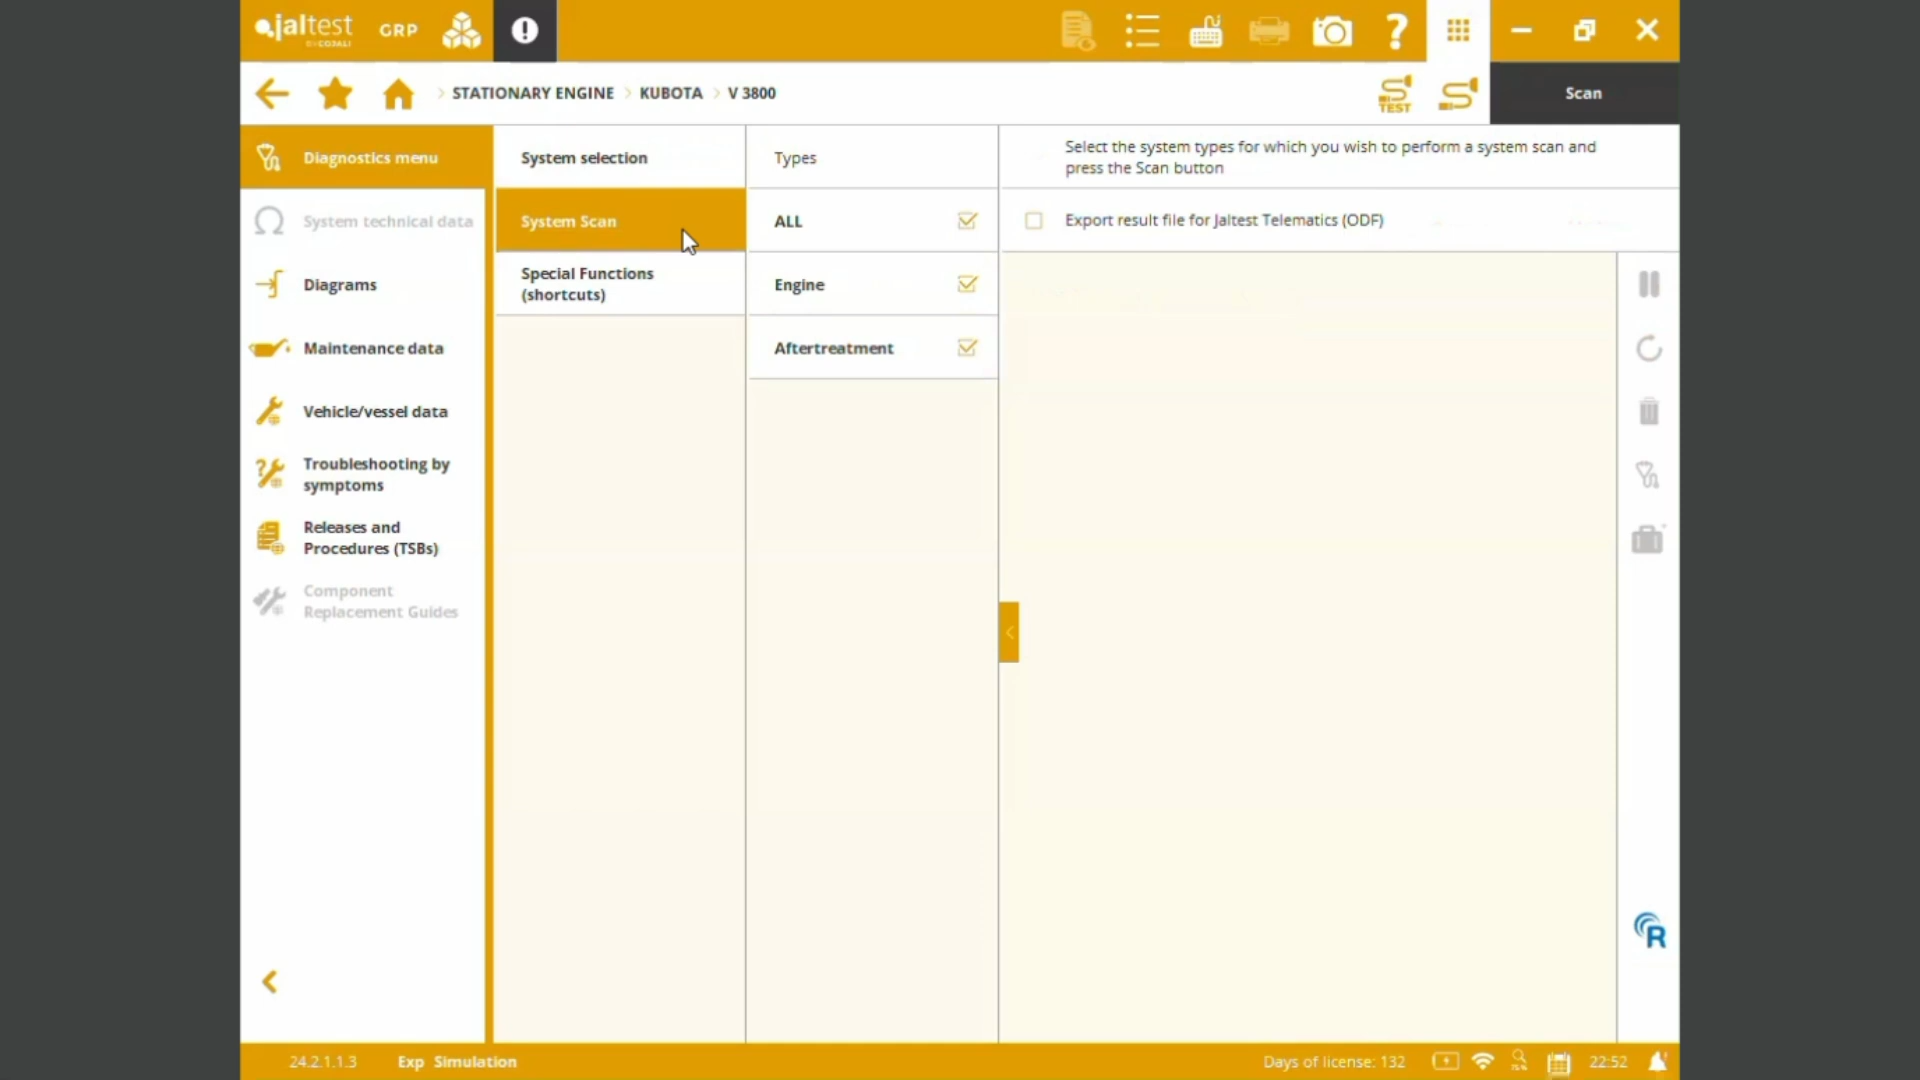 jaltest
BY COJALI
GRP
STATIONARY ENGINE > KUBOTA > V 3800
TEST
Scan
Diagnostics menu
System technical data
Diagrams
Maintenance data
Vehicle/vessel data
Troubleshooting by
symptoms
Releases and
Procedures (TSBs)
Component
Replacement Guides
System selection
System Scan
Special Functions
(shortcuts)
Types
ALL
Engine
Aftertreatment
Select the system types for which you wish to perform a system scan and
press the Scan button
Export result file for Jaltest Telematics (ODF)
R
24.2.1.1.3
Exp Simulation
Days of license: 132
22:52